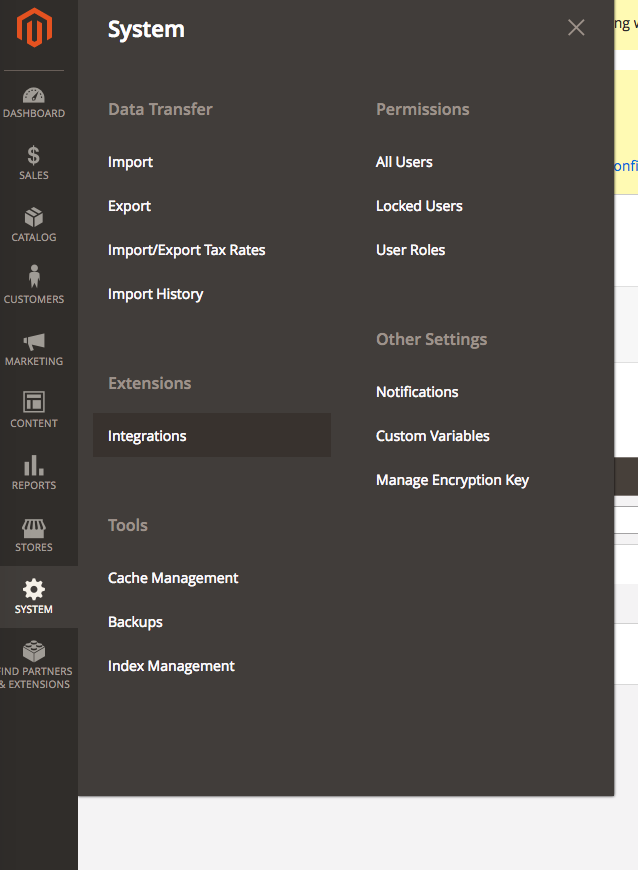 System
ng w
Data Transfer
Import
Export
Import/Export Tax Rates
Import History
Extensions
Integrations
Tools
Cache Management
Backups
Index Management
Permissions
All Users
Locked Users
User Roles
Other Settings
Notifications
Custom Variables
Manage Encryption Key
onfi
DASHBOARD
SALES
CATALOG
CUSTOMERS
MARKETING
CONTENT
REPORTS
STORES
SYSTEM
IND PARTNERS
& EXTENSIONS